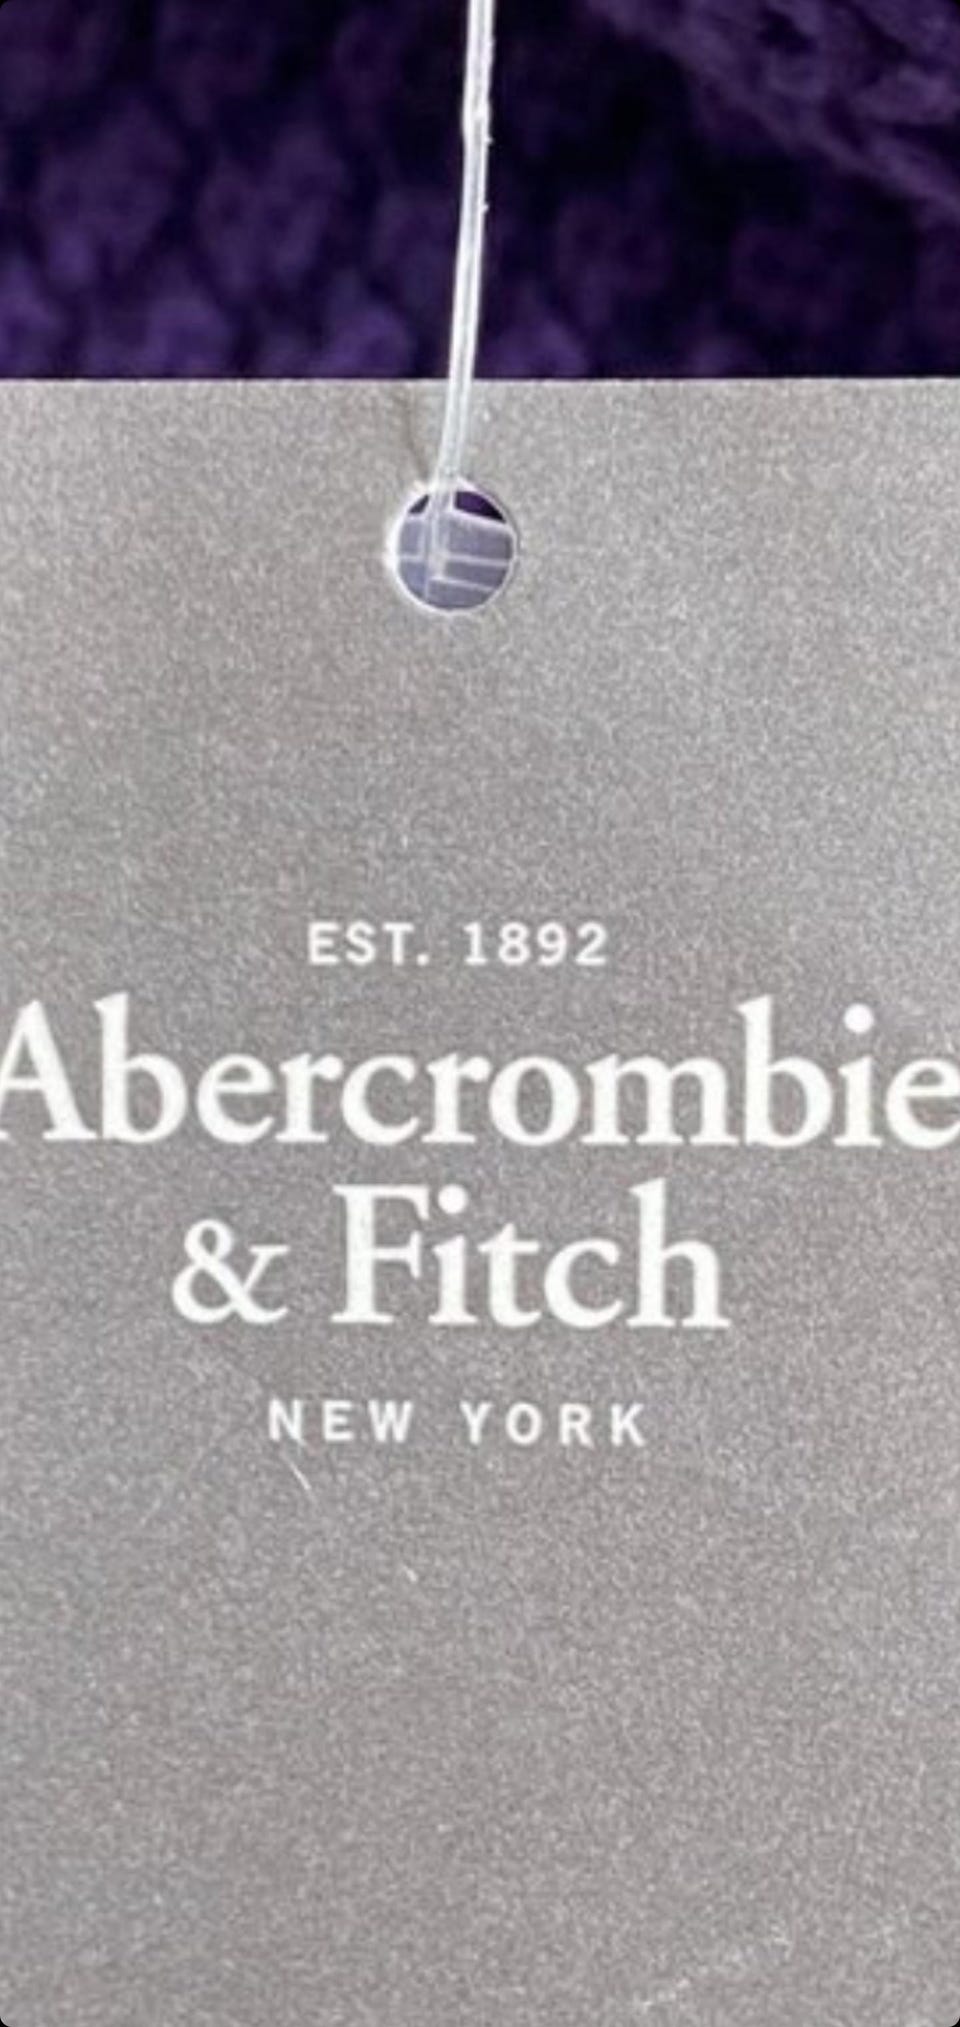 EST. 1892
Abercrombie
& Fitch
NEW YORK